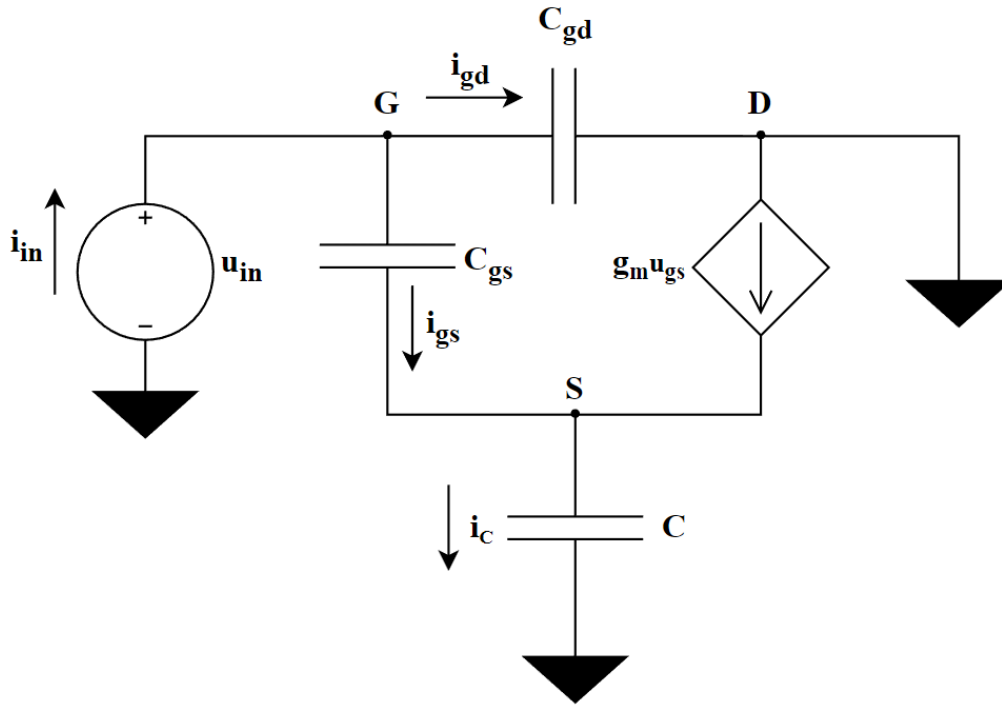 C_gd
i_gd
G
D
i_in
+
u_in
−
C_gs
g_m u_gs
i_gs
S
i_C
C